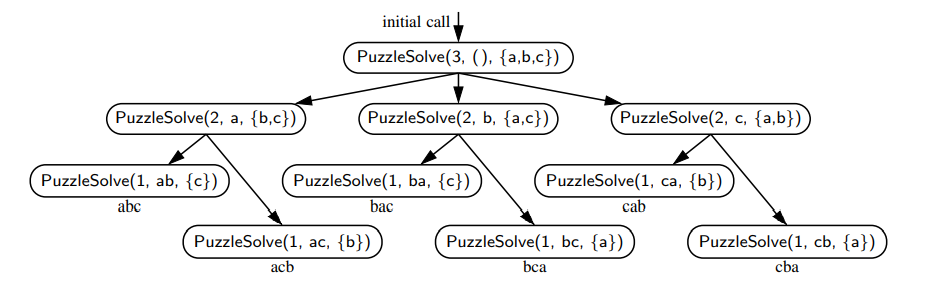 initial call
PuzzleSolve(3, ( ), {a,b,c})
PuzzleSolve(2, a, {b,c})
PuzzleSolve(2, b, {a,c})
PuzzleSolve(2, c, {a,b})
PuzzleSolve(1, ab, {c})
PuzzleSolve(1, ba, {c})
PuzzleSolve(1, ca, {b})
abc
bac
cab
PuzzleSolve(1, ac, {b})
PuzzleSolve(1, bc, {a})
PuzzleSolve(1, cb, {a})
acb
bca
cba